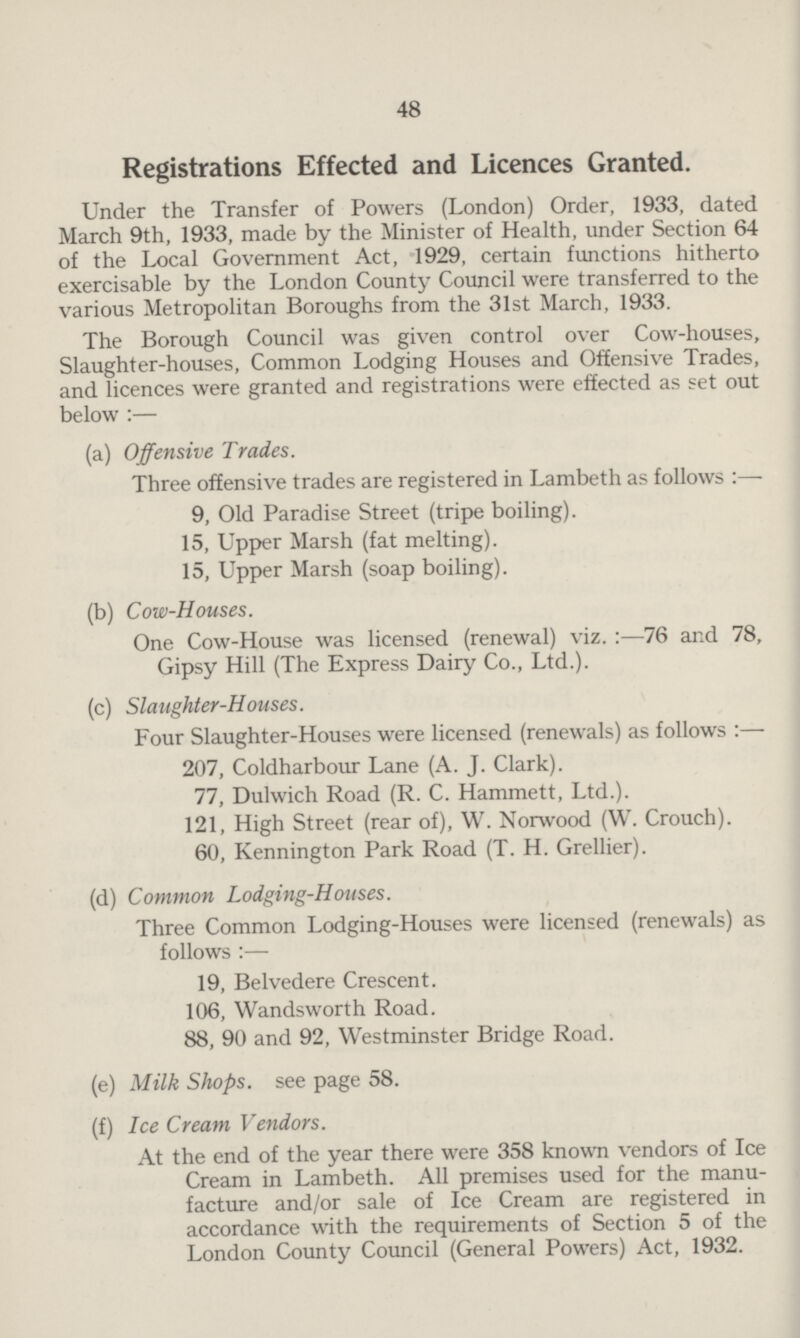 48
Registrations Effected and Licences Granted.
Under the Transfer of Powers (London) Order, 1933, dated
March 9th, 1933, made by the Minister of Health, under Section 64
of the Local Government Act, 1929, certain functions hitherto
exercisable by the London County Council were transferred to the
various Metropolitan Boroughs from the 31st March, 1933.
The Borough Council was given control over Cow-houses,
Slaughter-houses, Common Lodging Houses and Offensive Trades,
and licences were granted and registrations were effected as set out
below :—
(a) Offensive Trades.
Three offensive trades are registered in Lambeth as follows :—
9, Old Paradise Street (tripe boiling).
15, Upper Marsh (fat melting).
15, Upper Marsh (soap boiling).
(b) Cow-Houses.
One Cow-House was licensed (renewal) viz. :—76 and 78,
Gipsy Hill (The Express Dairy Co., Ltd.).
(c) Slaughter-Houses.
Four Slaughter-Houses were licensed (renewals) as follows :—
207, Coldharbour Lane (A. J. Clark).
77, Dulwich Road (R. C. Hammett, Ltd.).
121, High Street (rear of), W. Norwood (W. Crouch).
60, Kennington Park Road (T. H. Grellier).
(d) Common Lodging-Houses.
Three Common Lodging-Houses were licensed (renewals) as
follows :—
19, Belvedere Crescent.
106, Wandsworth Road.
88, 90 and 92, Westminster Bridge Road.
(e) Milk Shops. see page 58.
(f) Ice Cream Vendors.
At the end of the year there were 358 known vendors of Ice
Cream in Lambeth. All premises used for the manu-
facture and/or sale of Ice Cream are registered in
accordance with the requirements of Section 5 of the
London County Council (General Powers) Act, 1932.